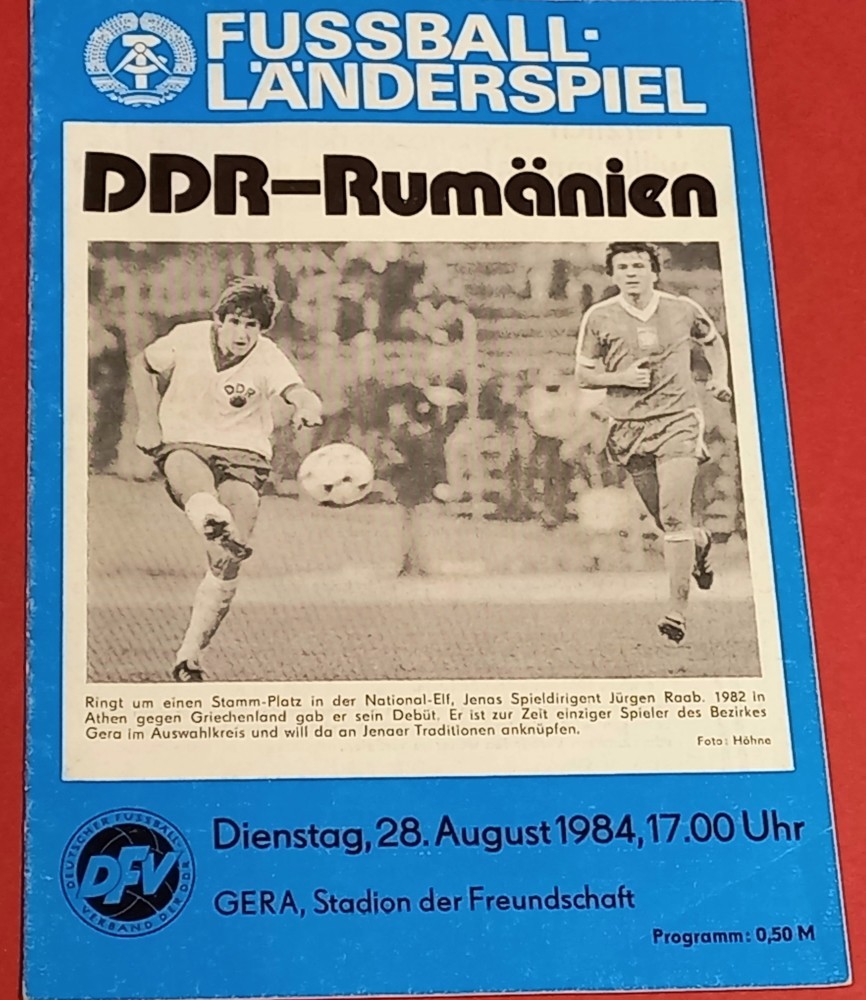 FUSSBALL-
LÄNDERSPIEL
DDR-Rumänien
DDR
Ringt um einen Stamm-Platz in der National-Elf, Jenas Spieldirigent Jürgen Raab. 1982 in
Athen gegen Griechenland gab er sein Debüt. Er ist zur Zeit einziger Spieler des Bezirkes
Gera im Auswahlkreis und will da an Jenaer Traditionen anknüpfen.
Foto: Höhne
DEUTSCHER FUSSBALL-
DFV
VERBAND DER DDR
Dienstag, 28. August 1984, 17.00 Uhr
GERA, Stadion der Freundschaft
Programm: 0,50 M